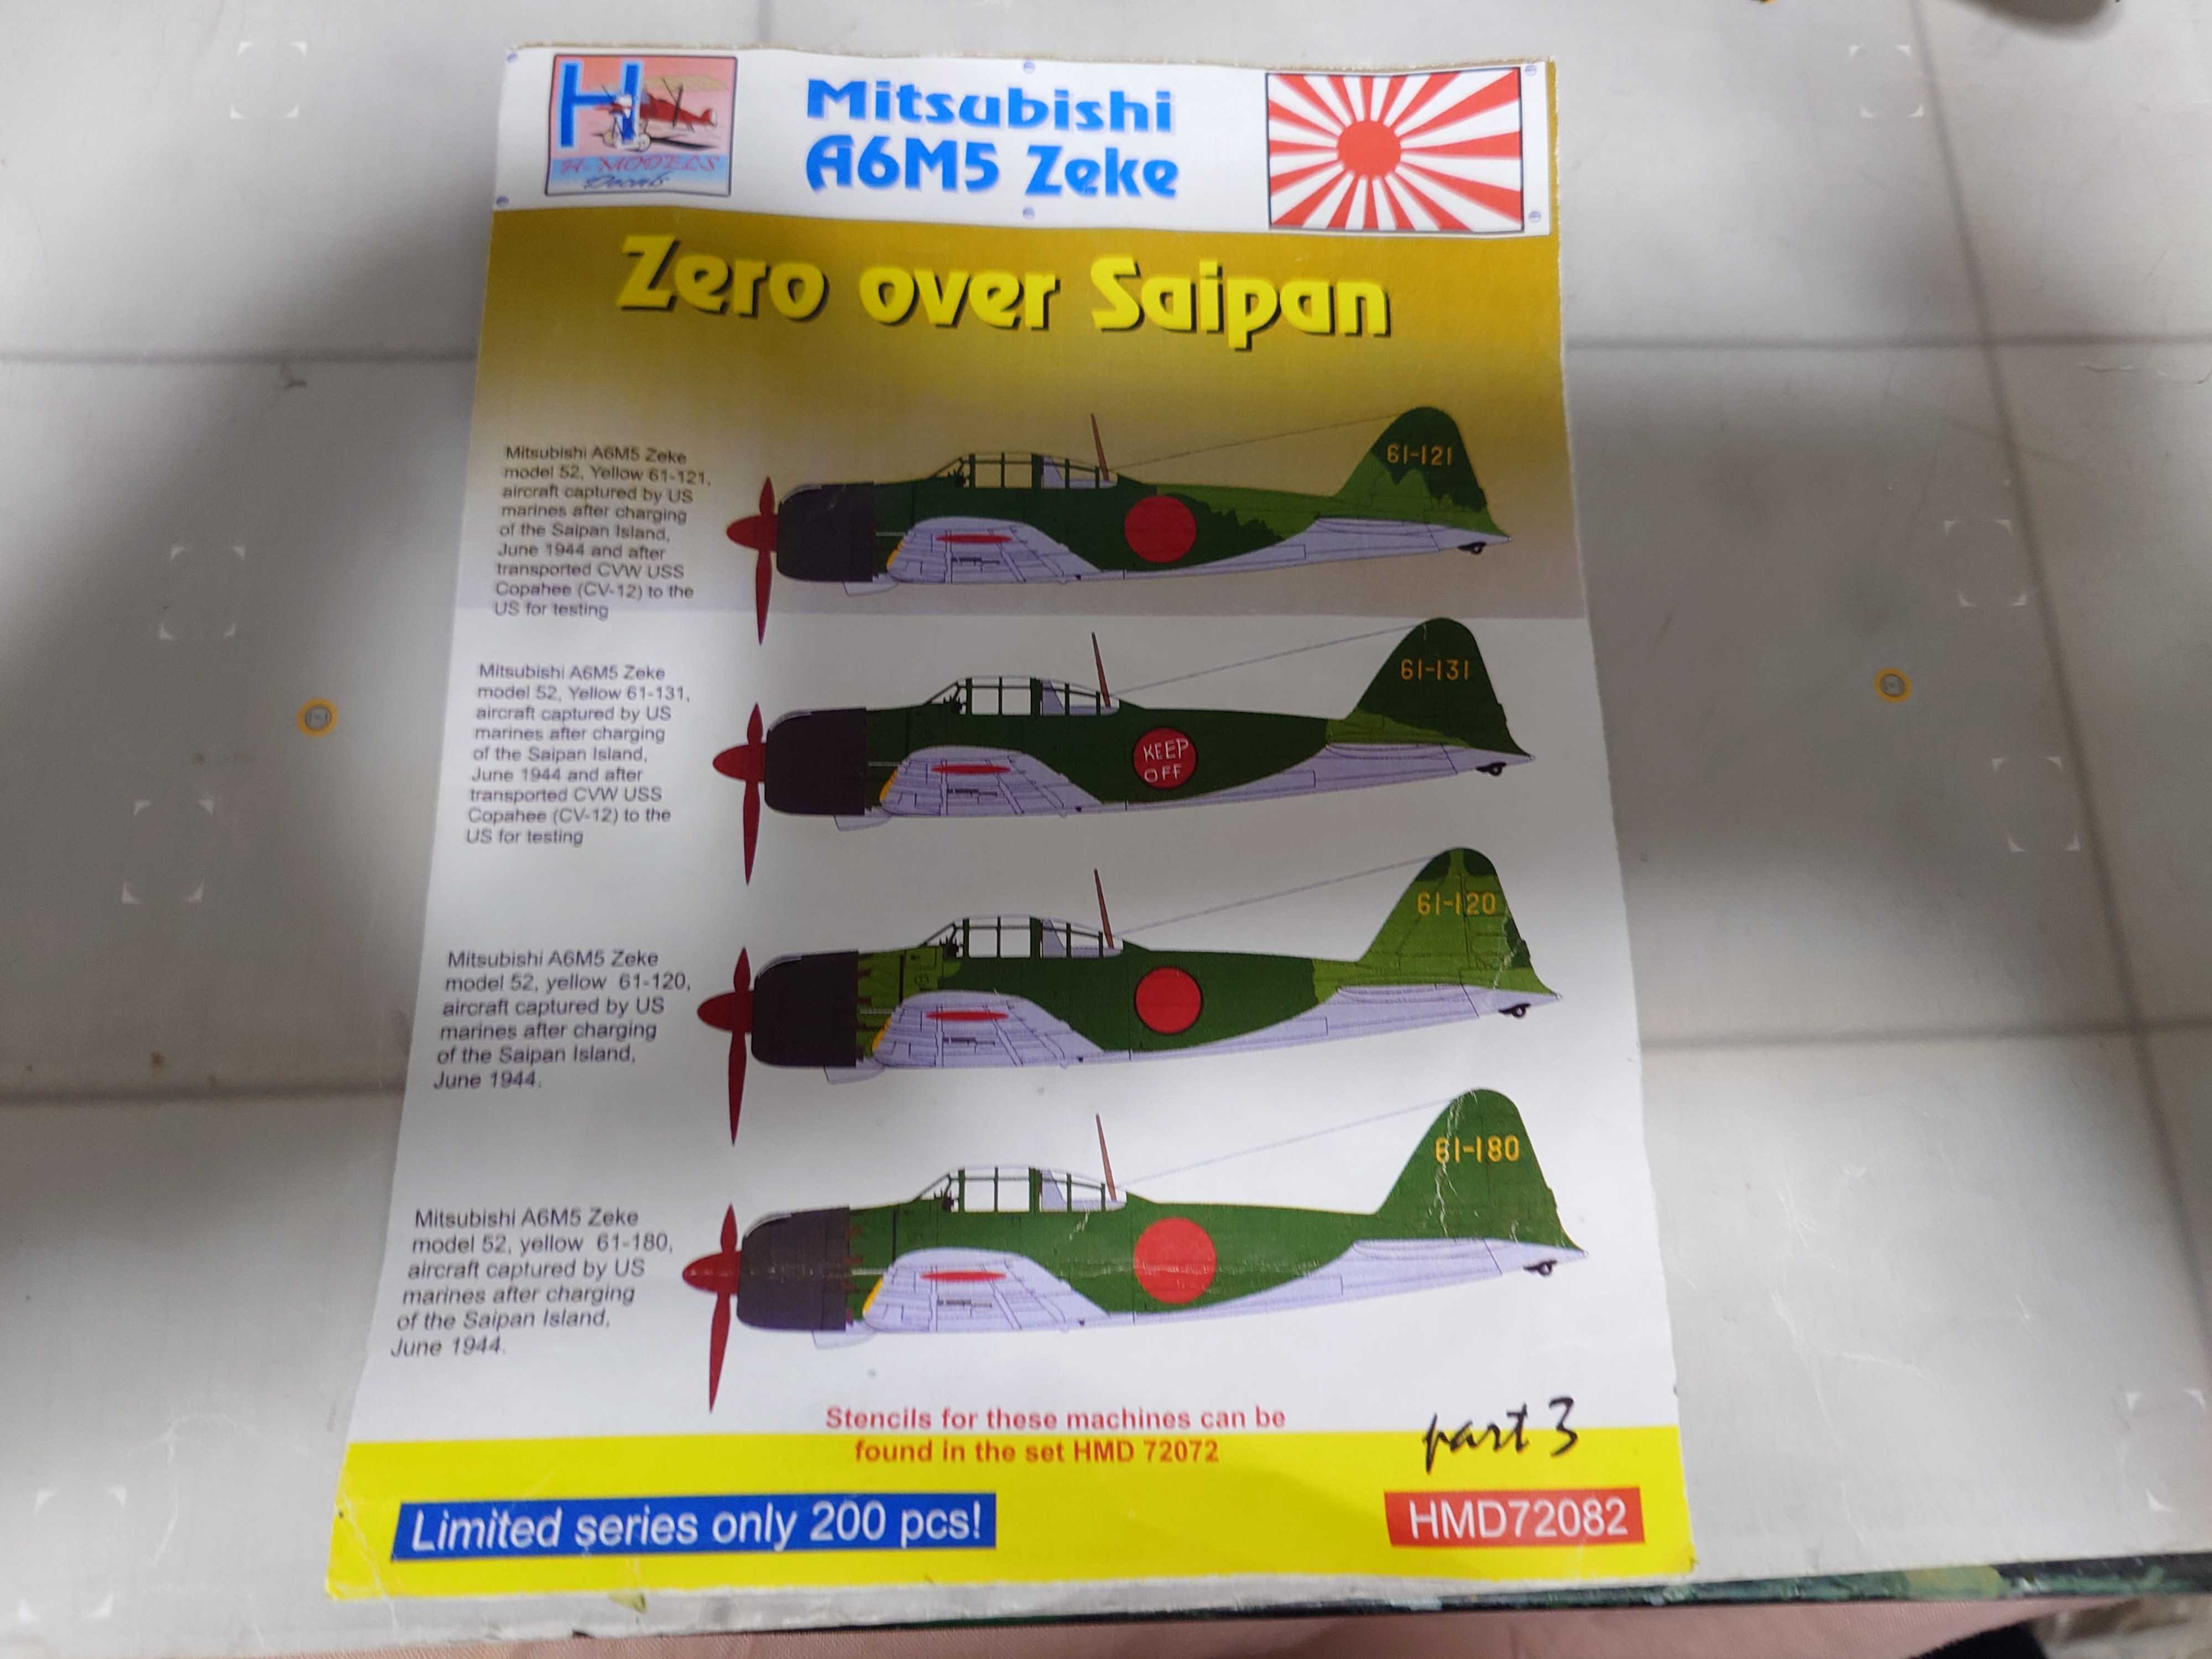 H
H-MODELS
Decals
Mitsubishi
A6M5 Zeke
Zero over Saipan
Mitsubishi A6M5 Zeke
model 52, Yellow 61-121,
aircraft captured by US
marines after charging
of the Saipan Island,
June 1944 and after
transported CVW USS
Copahee (CV-12) to the
US for testing
61-121
Mitsubishi A6M5 Zeke
model 52, Yellow 61-131,
aircraft captured by US
marines after charging
of the Saipan Island,
June 1944 and after
transported CVW USS
Copahee (CV-12) to the
US for testing
61-131
KEEP
OFF
Mitsubishi A6M5 Zeke
model 52, yellow 61-120,
aircraft captured by US
marines after charging
of the Saipan Island,
June 1944.
61-120
Mitsubishi A6M5 Zeke
model 52, yellow 61-180,
aircraft captured by US
marines after charging
of the Saipan Island,
June 1944.
61-180
Stencils for these machines can be
found in the set HMD 72072
part 3
Limited series only 200 pcs!
HMD72082